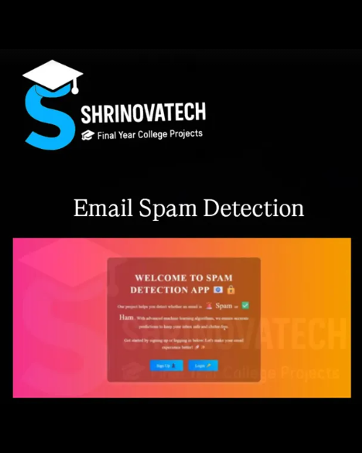 SHRINOVATECH
Final Year College Projects
Email Spam Detection
WELCOME TO SPAM
DETECTION APP
Our project helps you detect whether an email is 🚨 Spam or ✅
Ham. With advanced machine learning algorithms, we ensure accurate
predictions to keep your inbox safe and clutter-free.
Get started by signing up or logging in below! Let's make your email
experience better!
Sign Up
Login
SHRINOVATECH
Final Year College Projects